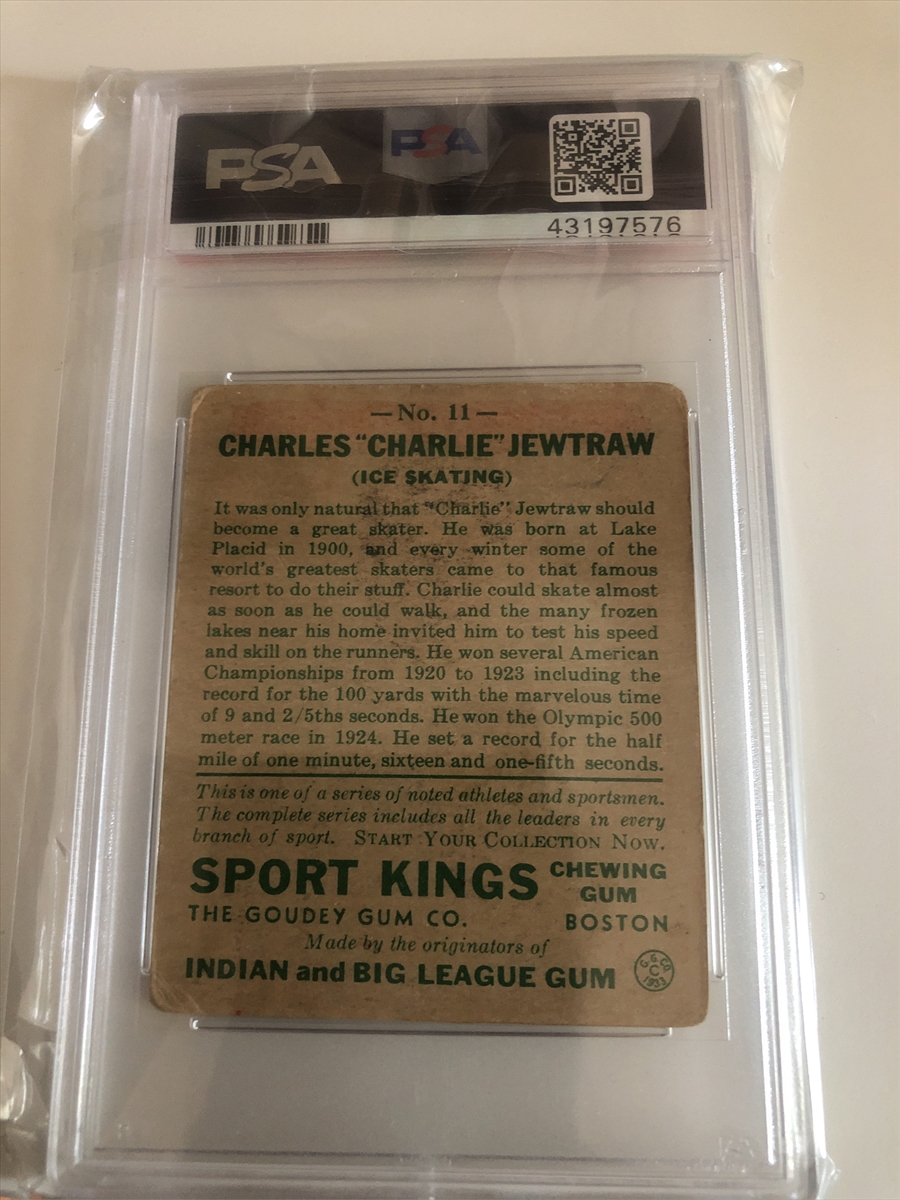 PSA
PSA
43197576
—No. 11—
CHARLES "CHARLIE" JEWTRAW
(ICE SKATING)
It was only natural that "Charlie" Jewtraw should
become a great skater. He was born at Lake
Placid in 1900, and every winter some of the
world's greatest skaters came to that famous
resort to do their stuff. Charlie could skate almost
as soon as he could walk, and the many frozen
lakes near his home invited him to test his speed
and skill on the runners. He won several American
Championships from 1920 to 1923 including the
record for the 100 yards with the marvelous time
of 9 and 2/5ths seconds. He won the Olympic 500
meter race in 1924. He set a record for the half
mile of one minute, sixteen and one-fifth seconds.
This is one of a series of noted athletes and sportsmen.
The complete series includes all the leaders in every
branch of sport. START YOUR COLLECTION NOW.
SPORT KINGS CHEWING GUM
THE GOUDEY GUM CO. BOSTON
Made by the originators of
INDIAN and BIG LEAGUE GUM
G.G.CO.
C
1933